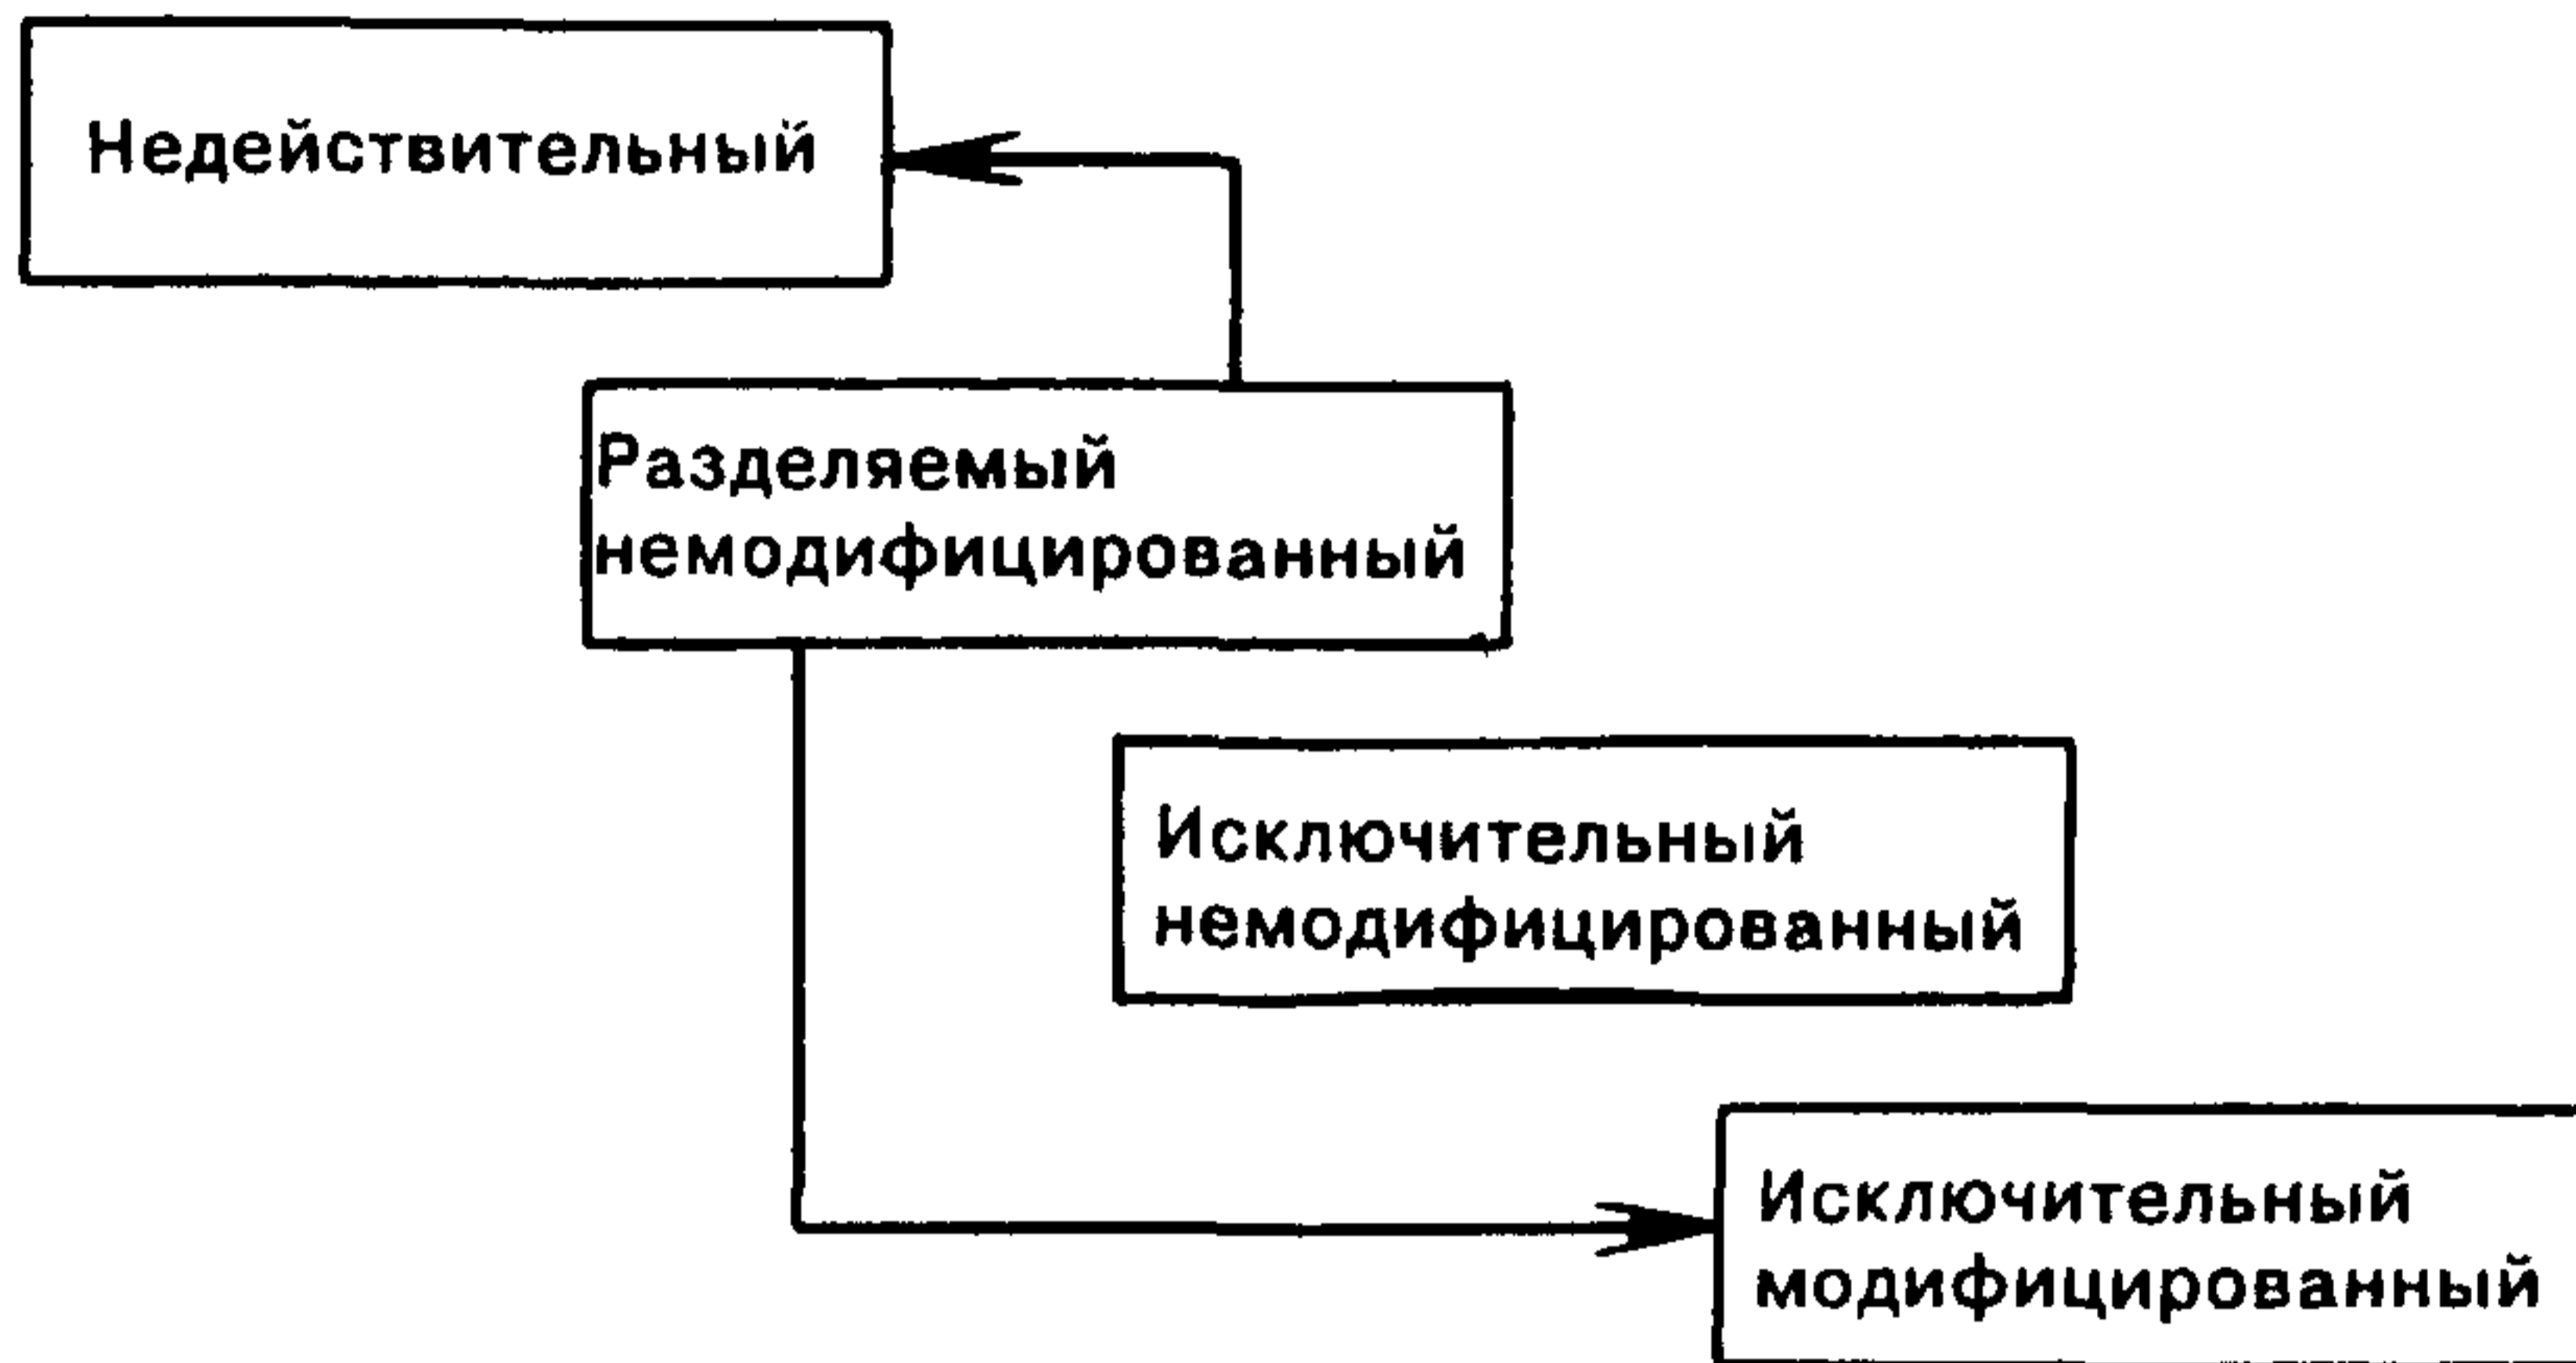 Недействительный
Разделяемый
немодифицированный
Исключительный
немодифицированный
Исключительный
модифицированный